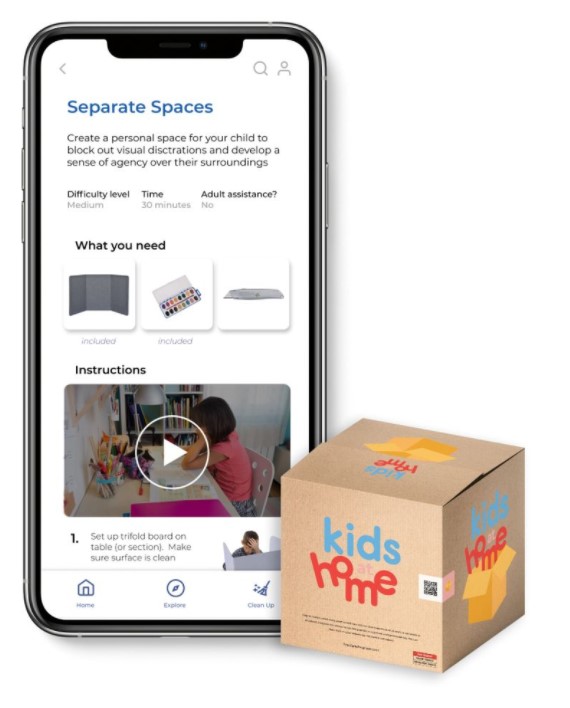 Separate Spaces
Create a personal space for your child to
block out visual disctrations and develop a
sense of agency over their surroundings
Difficulty level Time Adult assistance?
Medium 30 minutes No
What you need
included included
Instructions
1. Set up trifold board on
table (or section). Make
sure surface is clean
Home Explore Clean Up
kids
at
home
kids
at
home
kids
home